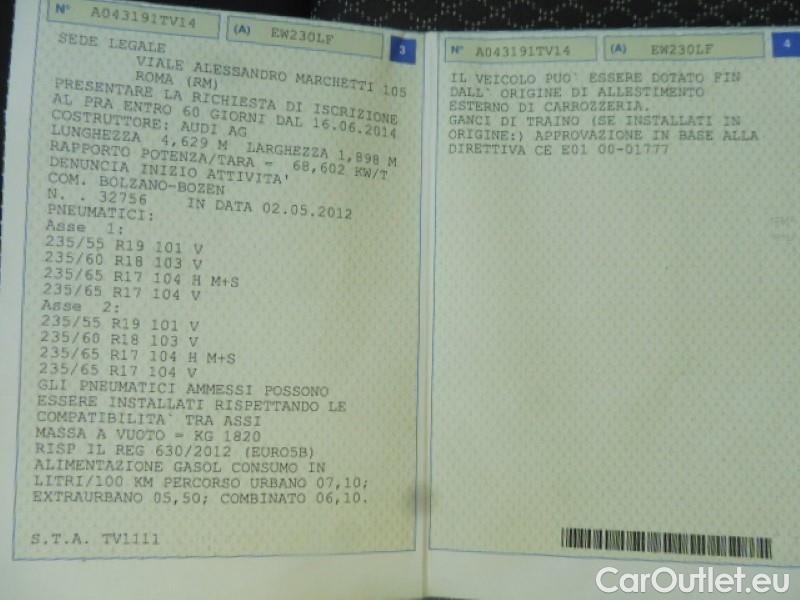 N° A043191TV14 (A) EW230LF 3
SEDE LEGALE
VIALE ALESSANDRO MARCHETTI 105
ROMA (RM)
PRESENTARE LA RICHIESTA DI ISCRIZIONE
AL PRA ENTRO 60 GIORNI DAL 16.06.2014
COSTRUTTORE: AUDI AG
LUNGHEZZA 4,629 M LARGHEZZA 1,898 M
RAPPORTO POTENZA/TARA = 68,602 KW/T
DENUNCIA INIZIO ATTIVITA'
COM. BOLZANO-BOZEN
N. . 32756 IN DATA 02.05.2012
PNEUMATICI:
Asse 1:
235/55 R19 101 V
235/60 R18 103 V
235/65 R17 104 H M+S
235/65 R17 104 V
Asse 2:
235/55 R19 101 V
235/60 R18 103 V
235/65 R17 104 H M+S
235/65 R17 104 V
GLI PNEUMATICI AMMESSI POSSONO
ESSERE INSTALLATI RISPETTANDO LE
COMPATIBILITA` TRA ASSI
MASSA A VUOTO = KG 1820
RISP IL REG 630/2012 (EURO5B)
ALIMENTAZIONE GASOL CONSUMO IN
LITRI/100 KM PERCORSO URBANO 07,10;
EXTRAURBANO 05,50; COMBINATO 06,10.
S.T.A. TV1111
N° A043191TV14 (A) EW230LF 4
IL VEICOLO PUO` ESSERE DOTATO FIN
DALL` ORIGINE DI ALLESTIMENTO
ESTERNO DI CARROZZERIA.
GANCI DI TRAINO (SE INSTALLATI IN
ORIGINE:) APPROVAZIONE IN BASE ALLA
DIRETTIVA CE E01 00-01777
CarOutlet.eu